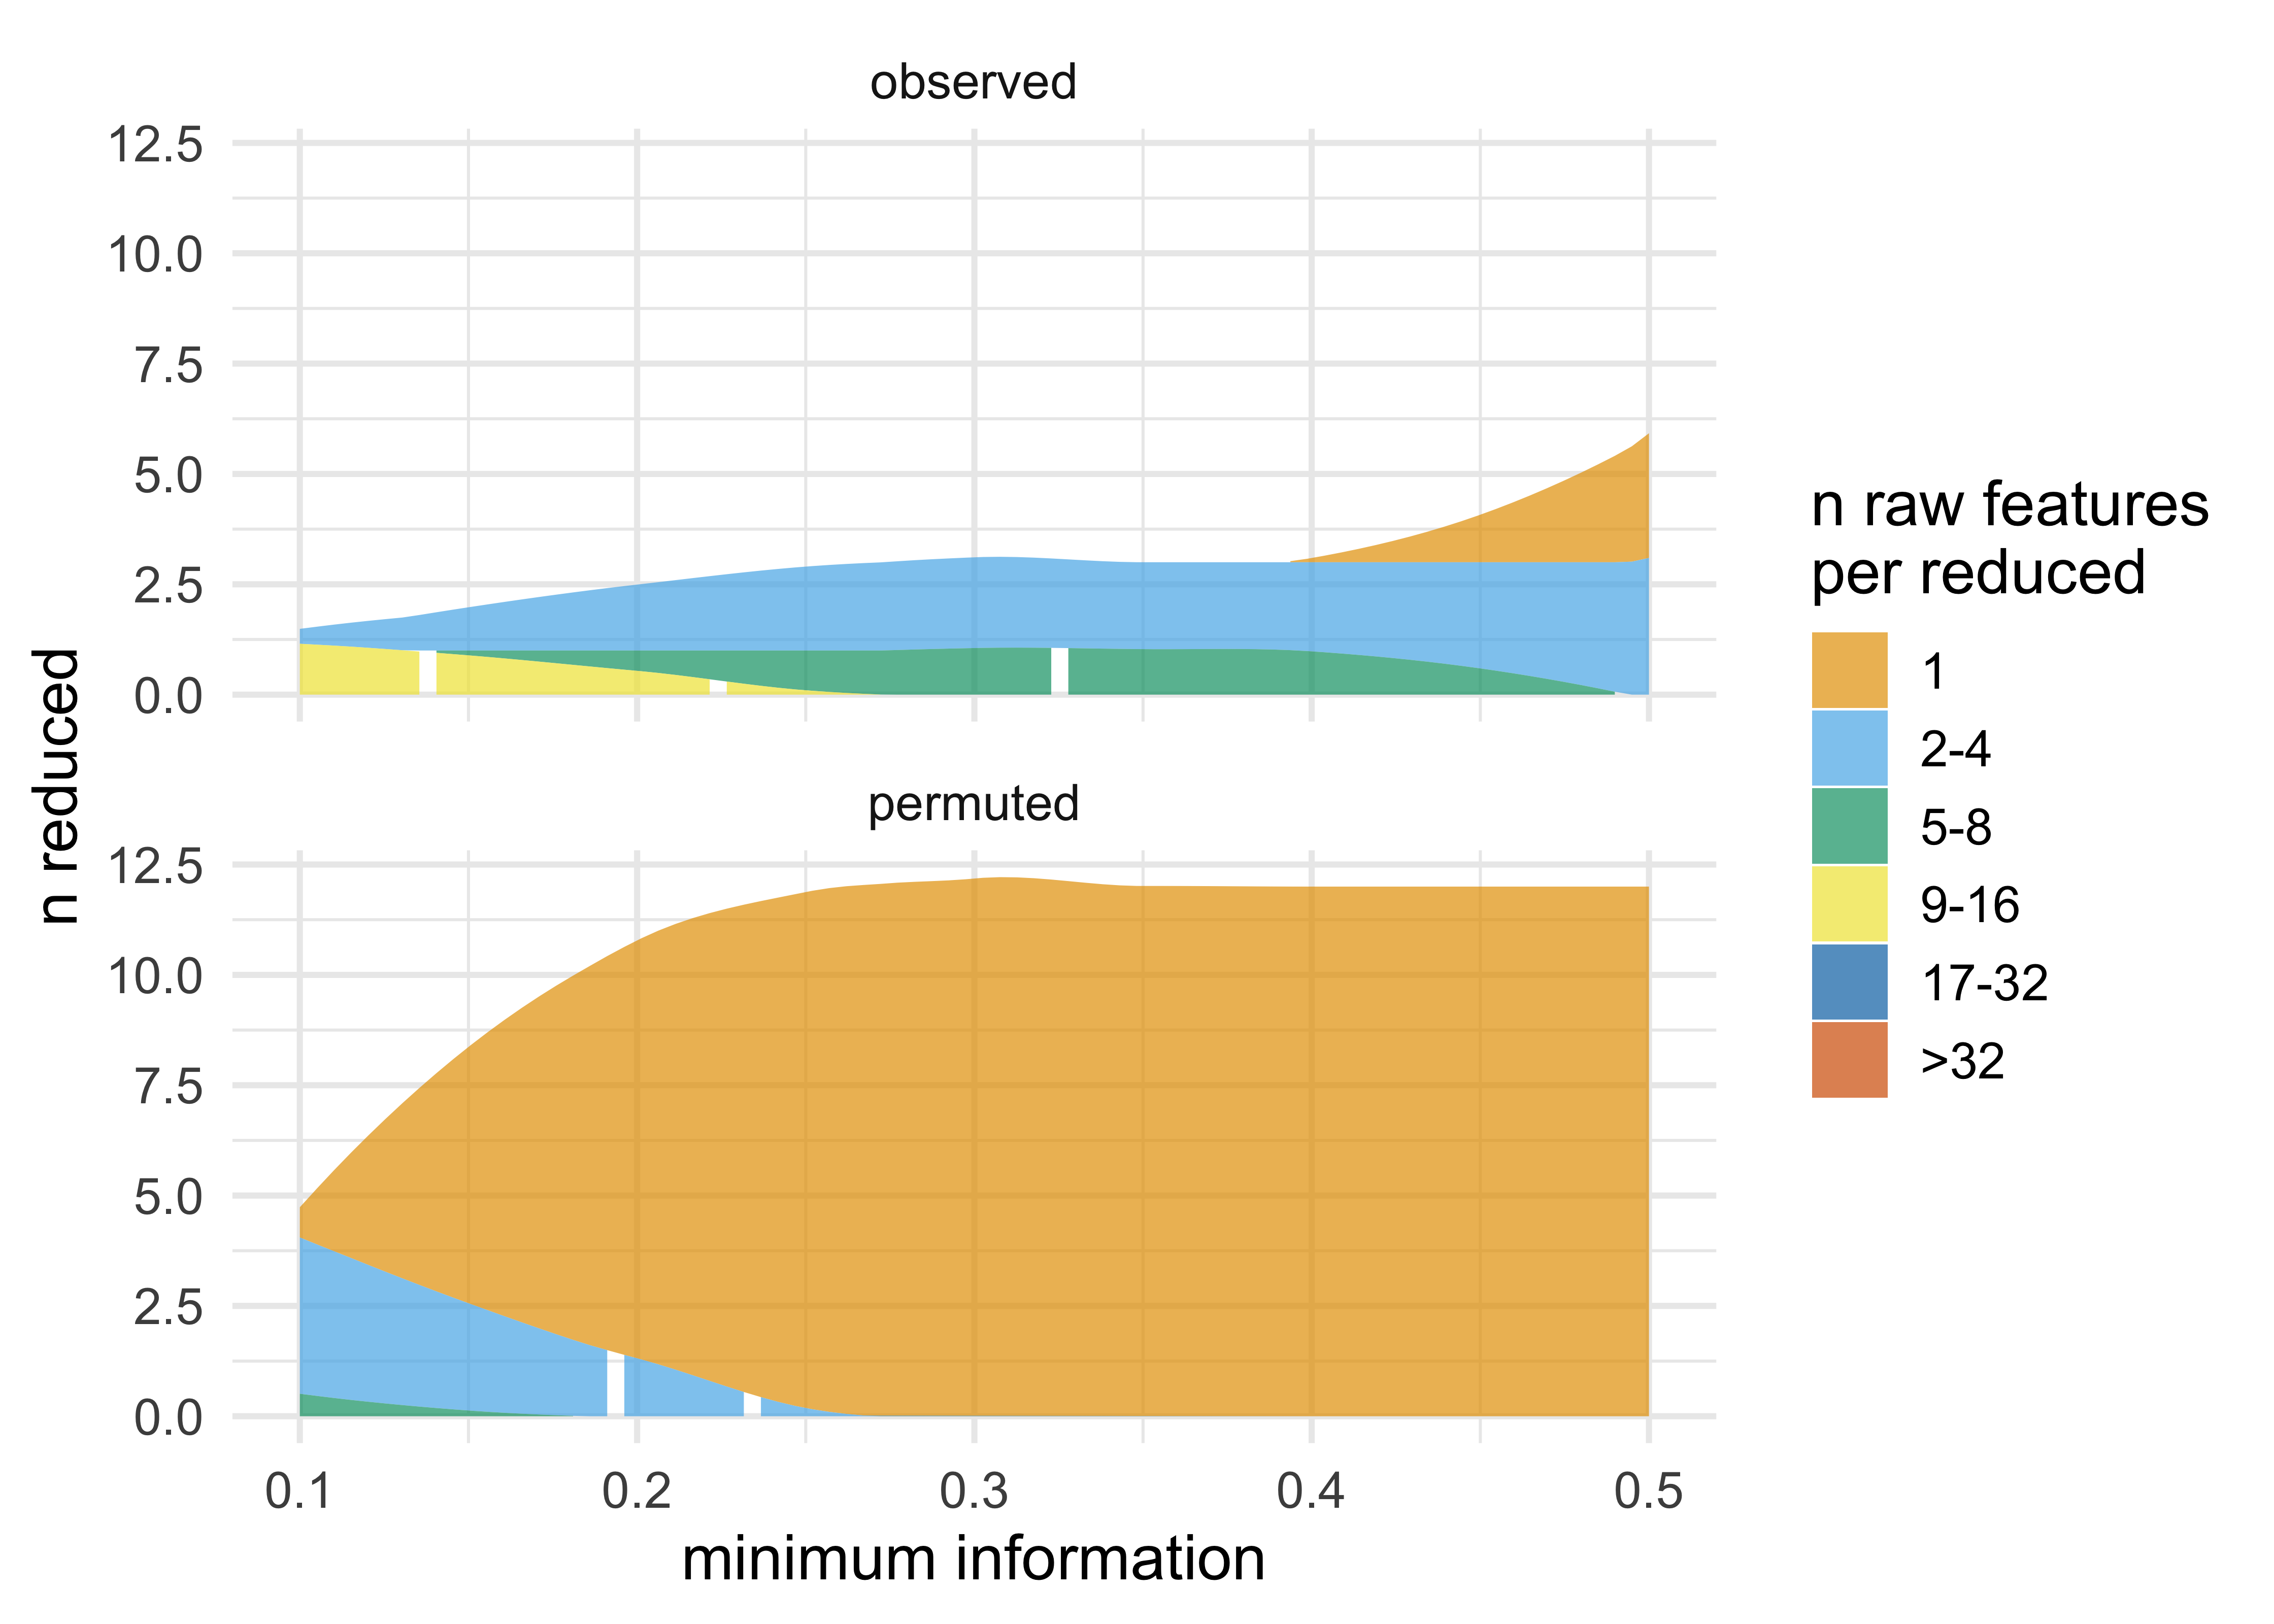 observed
12.5
10.0
7.5
5.0
2.5
0.0
n reduced
permuted
12.5
10.0
7.5
5.0
2.5
0.0
0.1 0.2 0.3 0.4 0.5
minimum information
n raw features
per reduced
1
2-4
5-8
9-16
17-32
>32